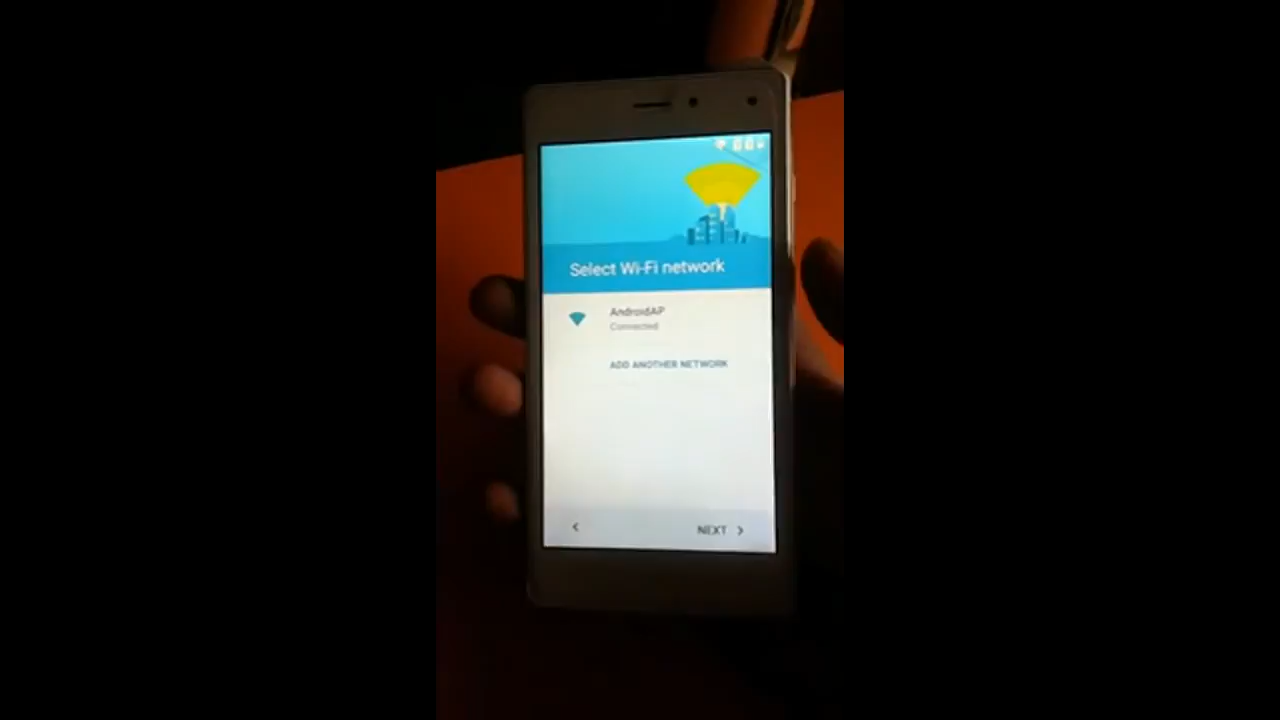 Select Wi-Fi network
AndroidAP
Connected
ADD ANOTHER NETWORK
NEXT